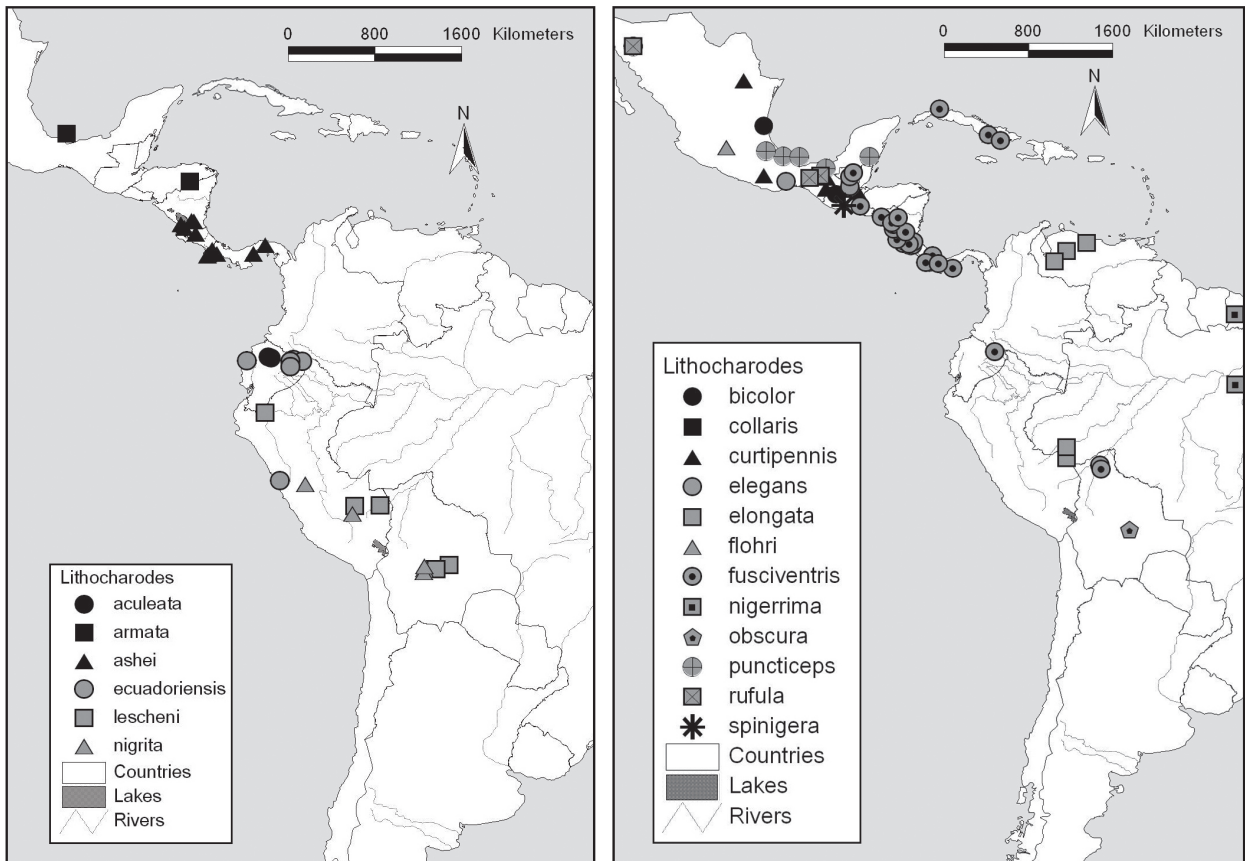 0 800 1600 Kilometers
N
Lithocharodes
aculeata
armata
ashei
ecuadoriensis
lescheni
nigrita
Countries
Lakes
Rivers
0 800 1600 Kilometers
N
Lithocharodes
bicolor
collaris
curtipennis
elegans
elongata
flohri
fusciventris
nigerrima
obscura
puncticeps
rufula
spinigera
Countries
Lakes
Rivers